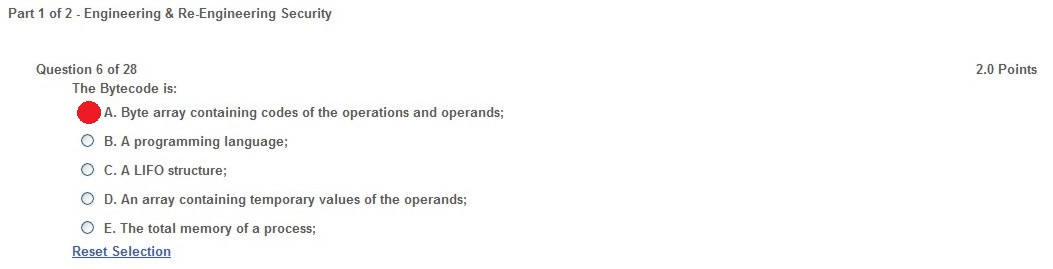 Part 1 of 2 - Engineering & Re-Engineering Security
Question 6 of 28
2.0 Points
The Bytecode is:
A. Byte array containing codes of the operations and operands;
B. A programming language;
C. A LIFO structure;
D. An array containing temporary values of the operands;
E. The total memory of a process;
Reset Selection